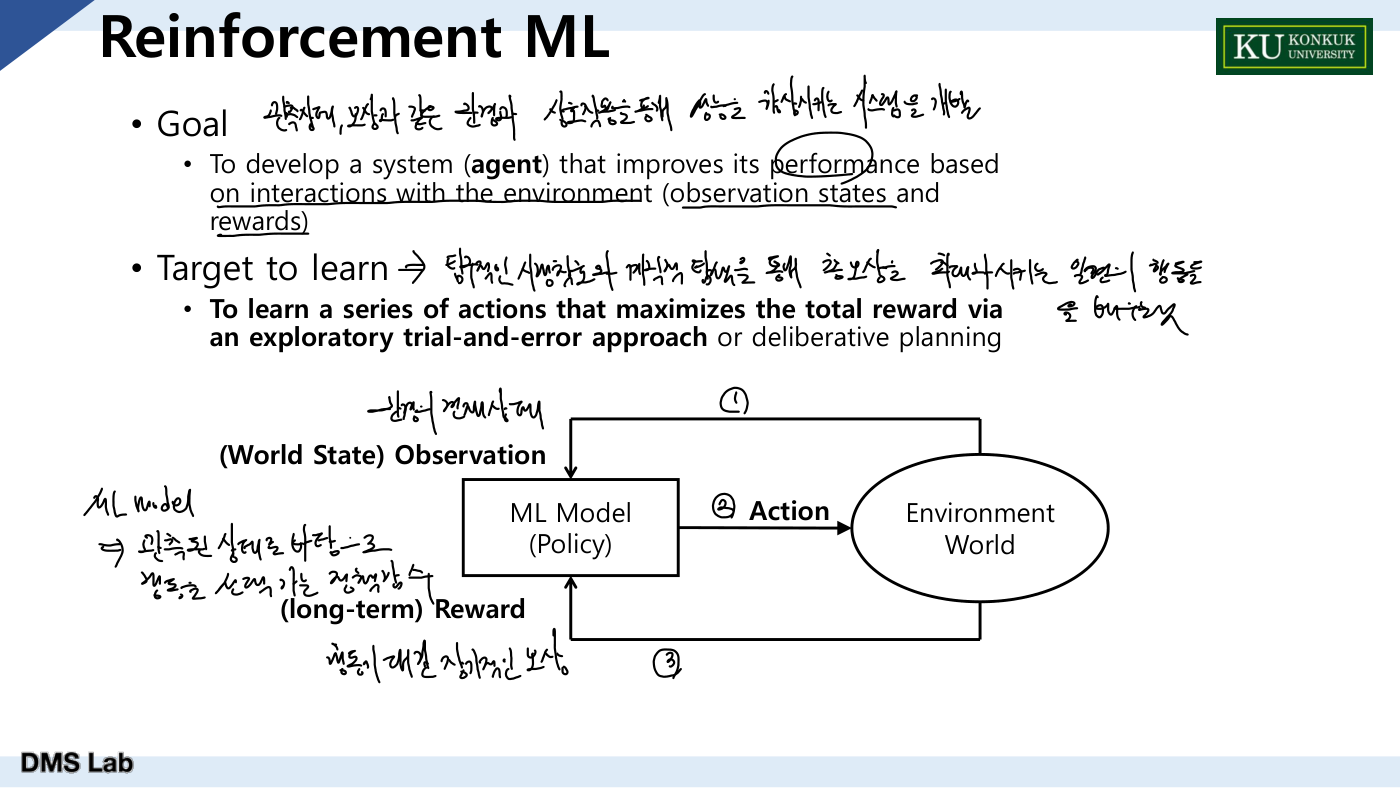 Reinforcement ML
KU KONKUK
UNIVERSITY
• Goal 관측상태, 보상과 같은 환경과 상호작용을 통해 성능을 향상시키는 시스템을 개발
• To develop a system (agent) that improves its performance based
on interactions with the environment (observation states and
rewards)
• Target to learn ⇒ 탐구적인 시행착오와 계획적 탐색을 통해 총 보상을 최대화 시키는 일련의 행동들
• To learn a series of actions that maximizes the total reward via
을 배우는것
an exploratory trial-and-error approach or deliberative planning
환경의 현재상태
①
(World State) Observation
ML model
⇒ 관측된 상태를 바탕으로
행동을 선택하는 정책함수
ML Model
(Policy)
② Action
Environment
World
(long-term) Reward
행동에 대한 장기적인 보상
③
DMS Lab